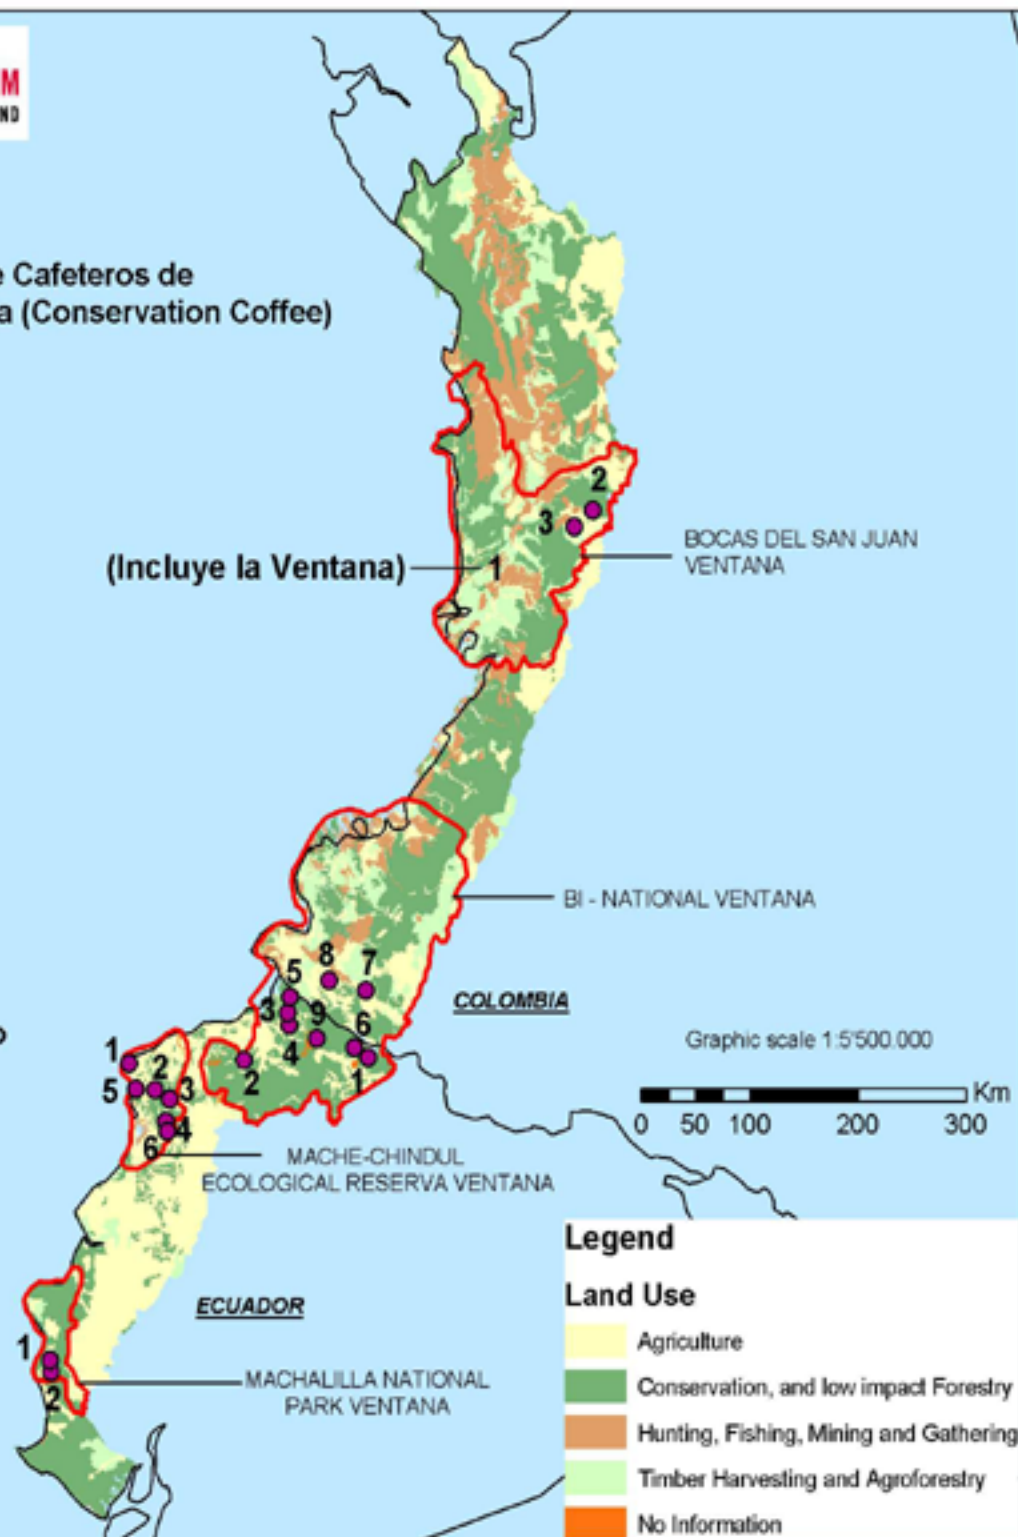 M
ND
e Cafeteros de
a (Conservation Coffee)
2
3
BOCAS DEL SAN JUAN
VENTANA
(Incluye la Ventana)
1
BI - NATIONAL VENTANA
8
7
5
3
9
6
4
2
1
COLOMBIA
Graphic scale 1:5'500.000
Km
0 50 100 200 300
1
2
5
3
4
6
MACHE-CHINDUL
ECOLOGICAL RESERVA VENTANA
ECUADOR
1
2
MACHALILLA NATIONAL
PARK VENTANA
Legend
Land Use
Agriculture
Conservation, and low impact Forestry
Hunting, Fishing, Mining and Gathering
Timber Harvesting and Agroforestry
No Information